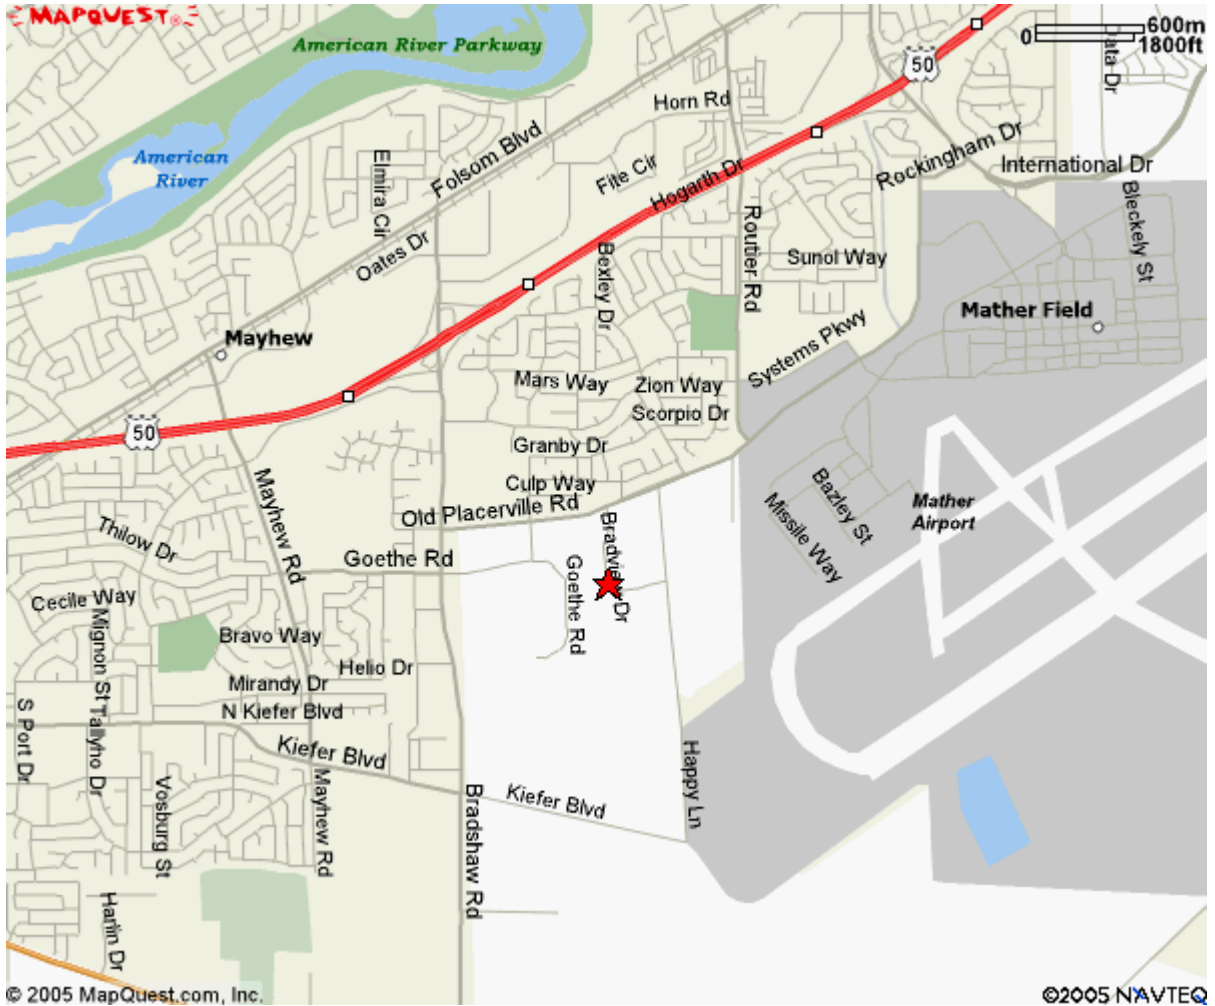 MAPQUEST
600m
0
1800ft
American River Parkway
50
Data Dr
Horn Rd
American
River
Elmira Cir
Folsom Blvd
Fite Cir
Hogarth Dr
Rockingham Dr
International Dr
Bleckely St
Oates Dr
Bexley Dr
Routier Rd
Sunol Way
Mather Field
Mayhew
Systems Pkwy
Mars Way
Zion Way
Scorpio Dr
50
Granby Dr
Mayhew Rd
Culp Way
Bazley St
Missile Way
Mather
Airport
Old Placerville Rd
Thilow Dr
Goethe Rd
Goethe Rd
Bradview Dr
Cecile Way
Mignon St
Bravo Way
Helio Dr
Mirandy Dr
N Kiefer Blvd
S Port Dr
Tallyho Dr
Kiefer Blvd
Happy Ln
Vosburg St
Mayhew Rd
Bradshaw Rd
Kiefer Blvd
Harlin Dr
© 2005 MapQuest.com, Inc.
©2005 NAVTEQ